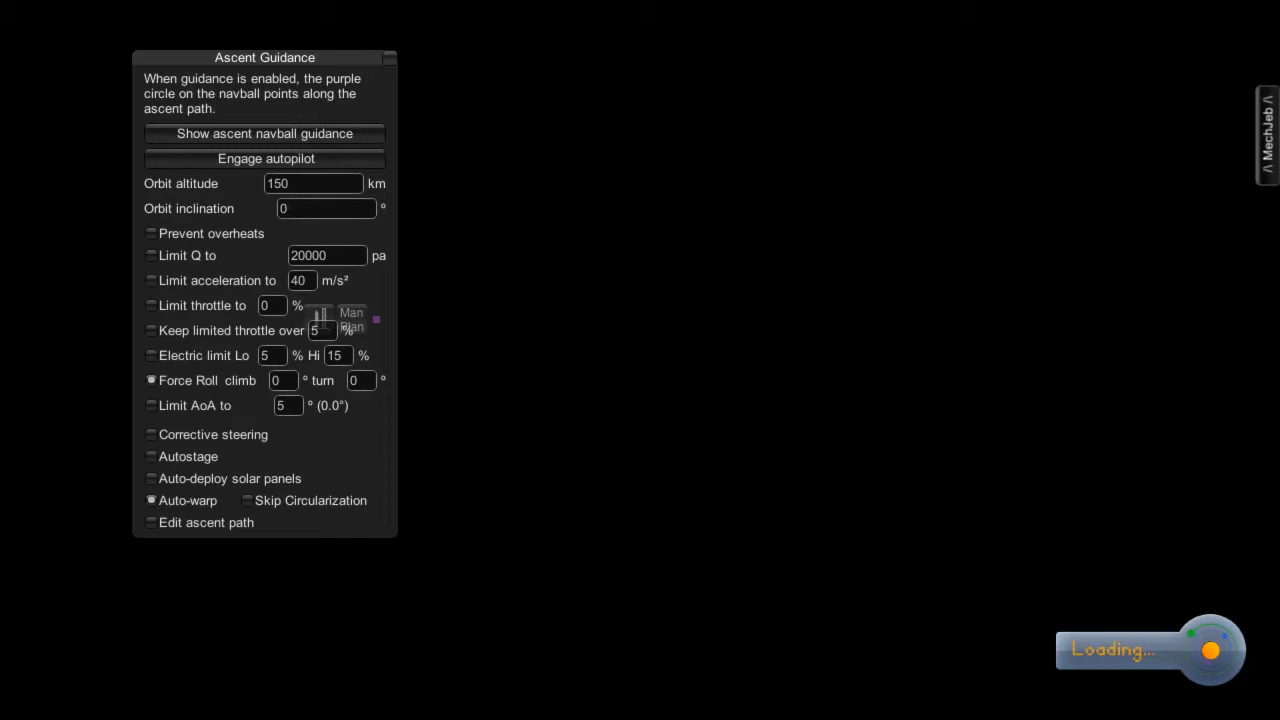 Ascent Guidance
When guidance is enabled, the purple
circle on the navball points along the
ascent path.
Show ascent navball guidance
Engage autopilot
Orbit altitude 150 km
Orbit inclination 0 º
Prevent overheats
Limit Q to 20000 pa
Limit acceleration to 40 m/s²
Limit throttle to 0 %
Man
Plan
Keep limited throttle over 5 %
Electric limit Lo 5 % Hi 15 %
Force Roll climb 0 º turn 0 º
Limit AoA to 5 º (0.0°)
Corrective steering
Autostage
Auto-deploy solar panels
Auto-warp Skip Circularization
Edit ascent path
/\ MechJeb /\
Loading...